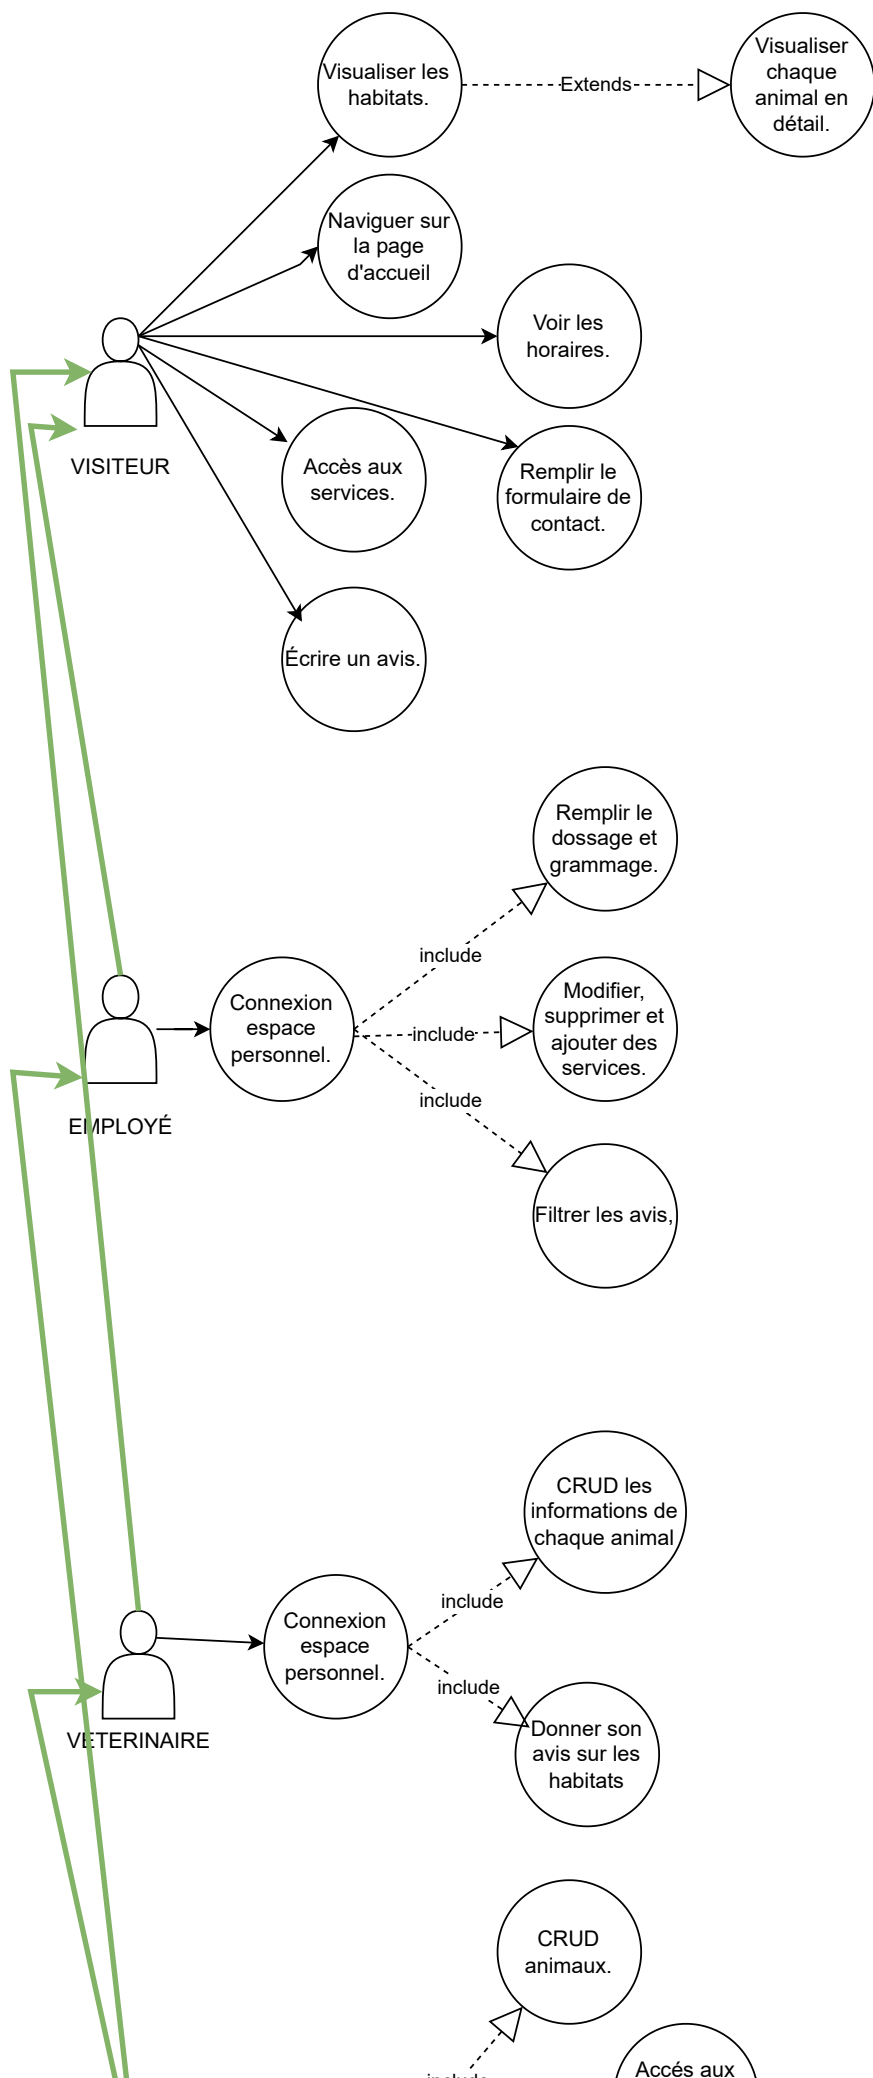 Visualiser les
habitats.
Extends
Visualiser
chaque
animal en
détail.
Naviguer sur
la page
d'accueil
Voir les
horaires.
VISITEUR
Accès aux
services.
Remplir le
formulaire de
contact.
Écrire un avis.
Remplir le
dossage et
grammage.
include
Connexion
espace
personnel.
include
Modifier,
supprimer et
ajouter des
services.
include
EMPLOYÉ
Filtrer les avis,
CRUD les
informations de
chaque animal
include
Connexion
espace
personnel.
include
VETERINAIRE
Donner son
avis sur les
habitats
CRUD
animaux.
include
Accés aux